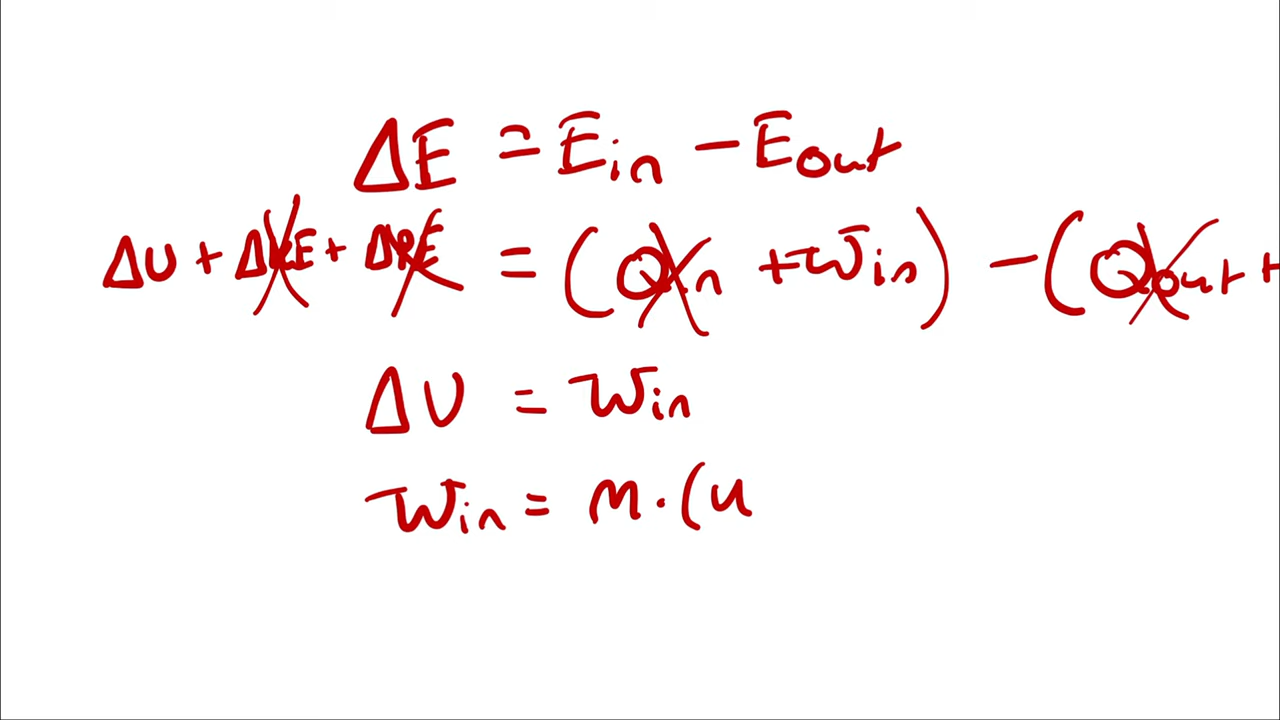 ΔE = Ein - Eout
ΔU + ΔKE + ΔPE = (Qin + Win) - (Qout +
ΔU = Win
Win = m. (u